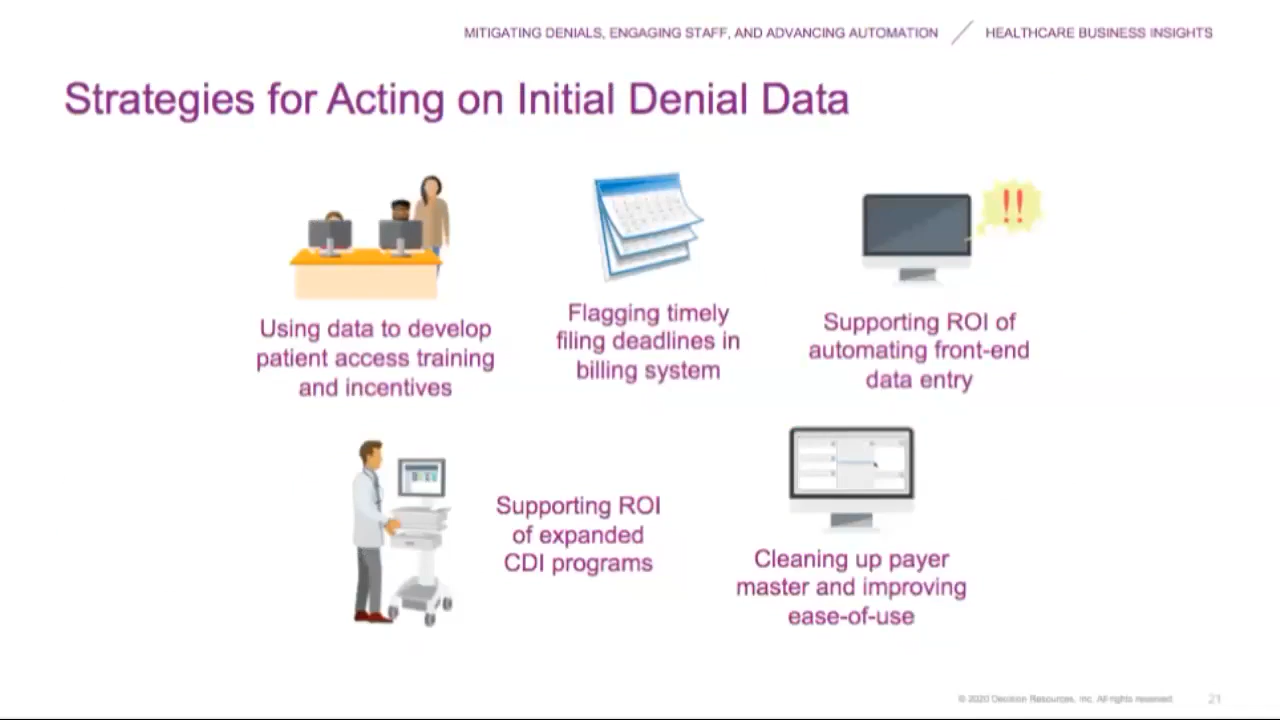 MITIGATING DENIALS, ENGAGING STAFF, AND ADVANCING AUTOMATION
HEALTHCARE BUSINESS INSIGHTS
Strategies for Acting on Initial Denial Data
!!
Using data to develop
patient access training
and incentives
Flagging timely
filing deadlines in
billing system
Supporting ROI of
automating front-end
data entry
Supporting ROI
of expanded
CDI programs
Cleaning up payer
master and improving
ease-of-use
© 2020 Decision Resources, Inc. All rights reserved.
21